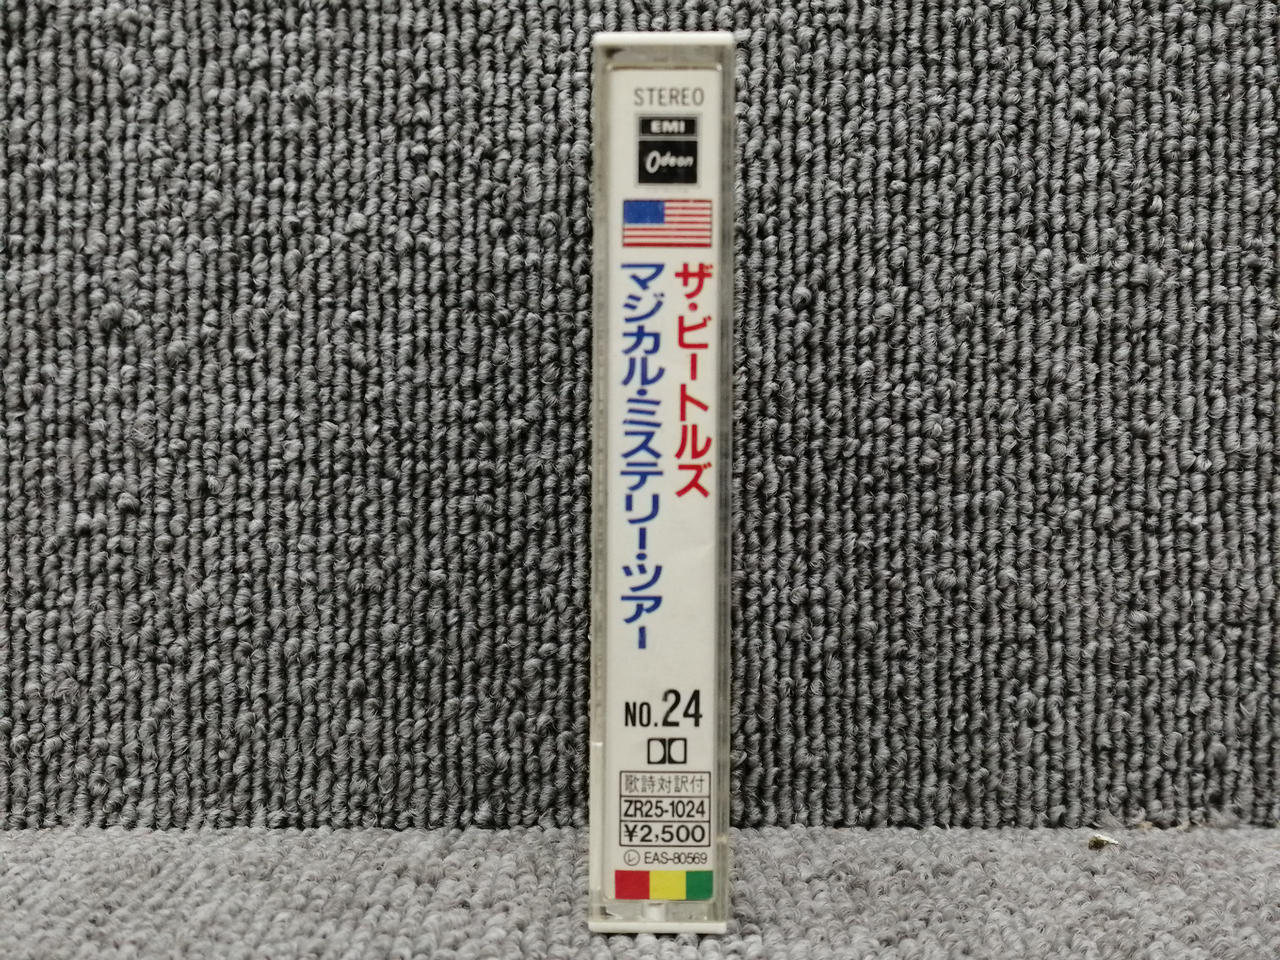 STEREO
EMI
Odeon
ザ・ビートルズ
マジカル・ミステリー・ツアー
NO.24
歌詩対訳付
ZR25-1024
¥2,500
Ⓛ EAS-80569